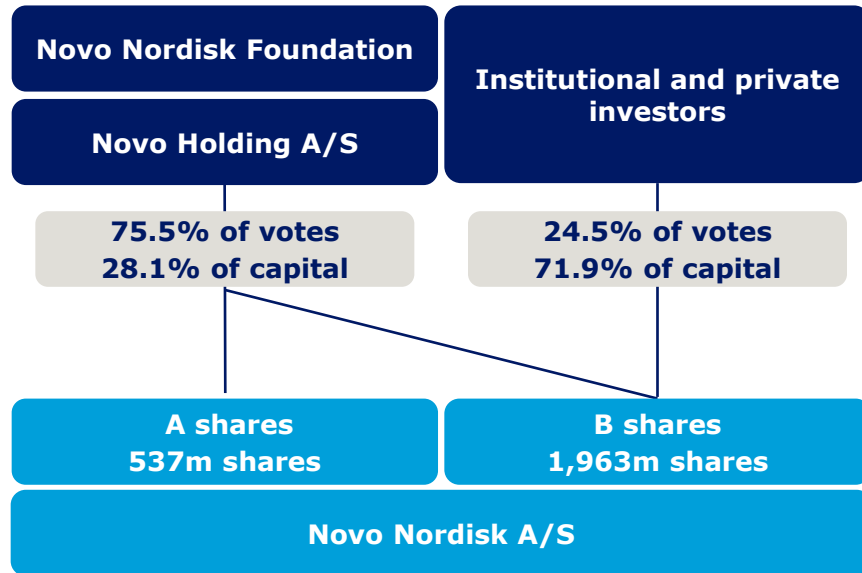 Novo Nordisk Foundation
Novo Holding A/S
Institutional and private
investors
75.5% of votes
28.1% of capital
24.5% of votes
71.9% of capital
A shares
537m shares
B shares
1,963m shares
Novo Nordisk A/S